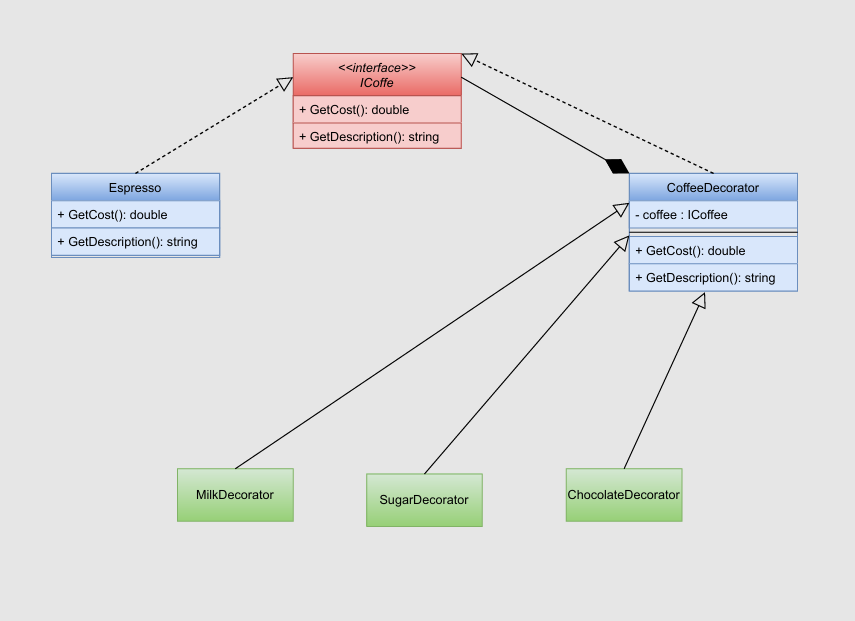 <<interface>>
ICoffe
+ GetCost(): double
+ GetDescription(): string
Espresso
+ GetCost(): double
+ GetDescription(): string
CoffeeDecorator
- coffee : ICoffee
+ GetCost(): double
+ GetDescription(): string
MilkDecorator
SugarDecorator
ChocolateDecorator